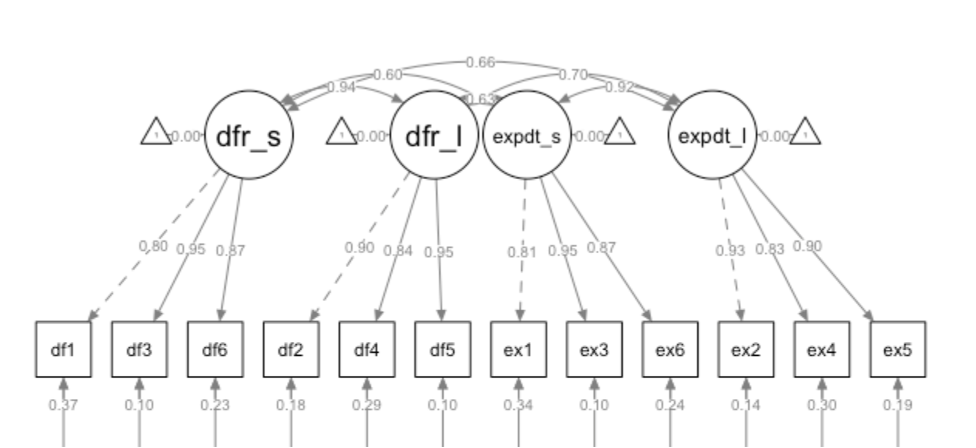 0.66
0.60 0.70
0.94 0.63 0.92
1 0.00 dfr_s 1 0.00 dfr_l expdt_s 0.00 1 expdt_l 0.00 1
0.80 0.95 0.87 0.90 0.84 0.95 0.81 0.95 0.87 0.93 0.83 0.90
df1 df3 df6 df2 df4 df5 ex1 ex3 ex6 ex2 ex4 ex5
0.37 0.10 0.23 0.18 0.29 0.10 0.34 0.10 0.24 0.14 0.30 0.19